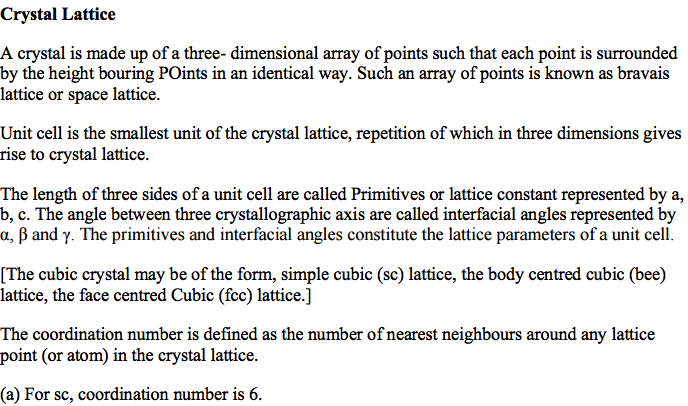 Crystal Lattice
A crystal is made up of a three- dimensional array of points such that each point is surrounded
by the height bouring POints in an identical way. Such an array of points is known as bravais
lattice or space lattice.
Unit cell is the smallest unit of the crystal lattice, repetition of which in three dimensions gives
rise to crystal lattice.
The length of three sides of a unit cell are called Primitives or lattice constant represented by a,
b, c. The angle between three crystallographic axis are called interfacial angles represented by
α, β and γ. The primitives and interfacial angles constitute the lattice parameters of a unit cell.
[The cubic crystal may be of the form, simple cubic (sc) lattice, the body centred cubic (bee)
lattice, the face centred Cubic (fcc) lattice.]
The coordination number is defined as the number of nearest neighbours around any lattice
point (or atom) in the crystal lattice.
(a) For sc, coordination number is 6.